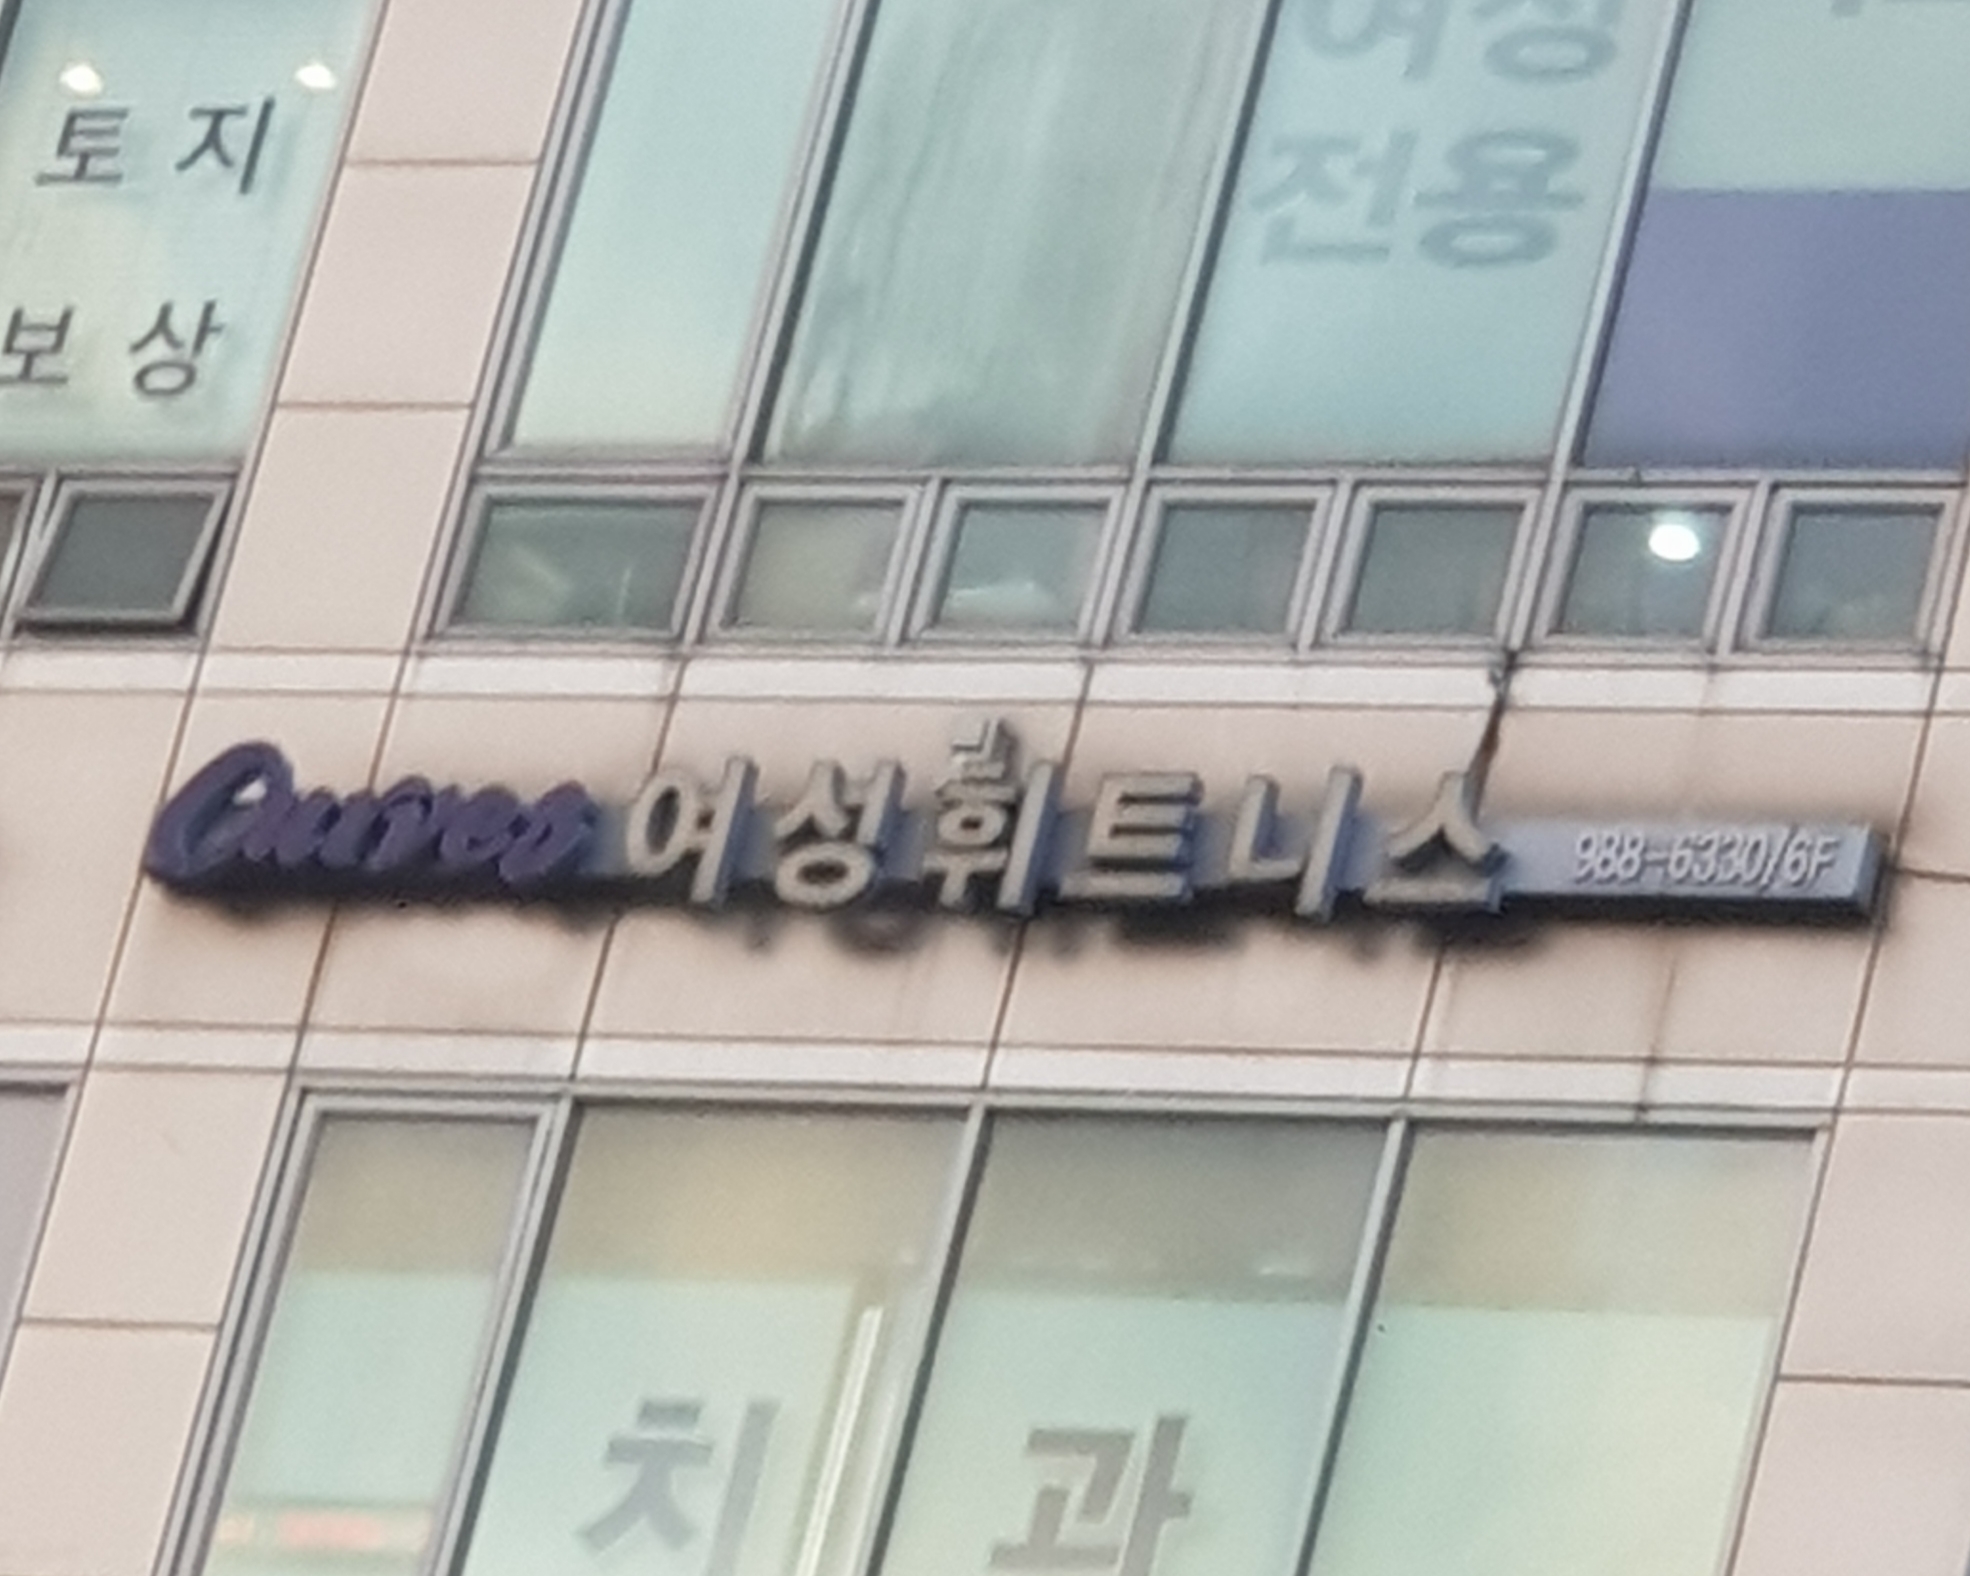 토지
보상
여성
전용
Curves 여성휘트니스 988-6330/6F
치과